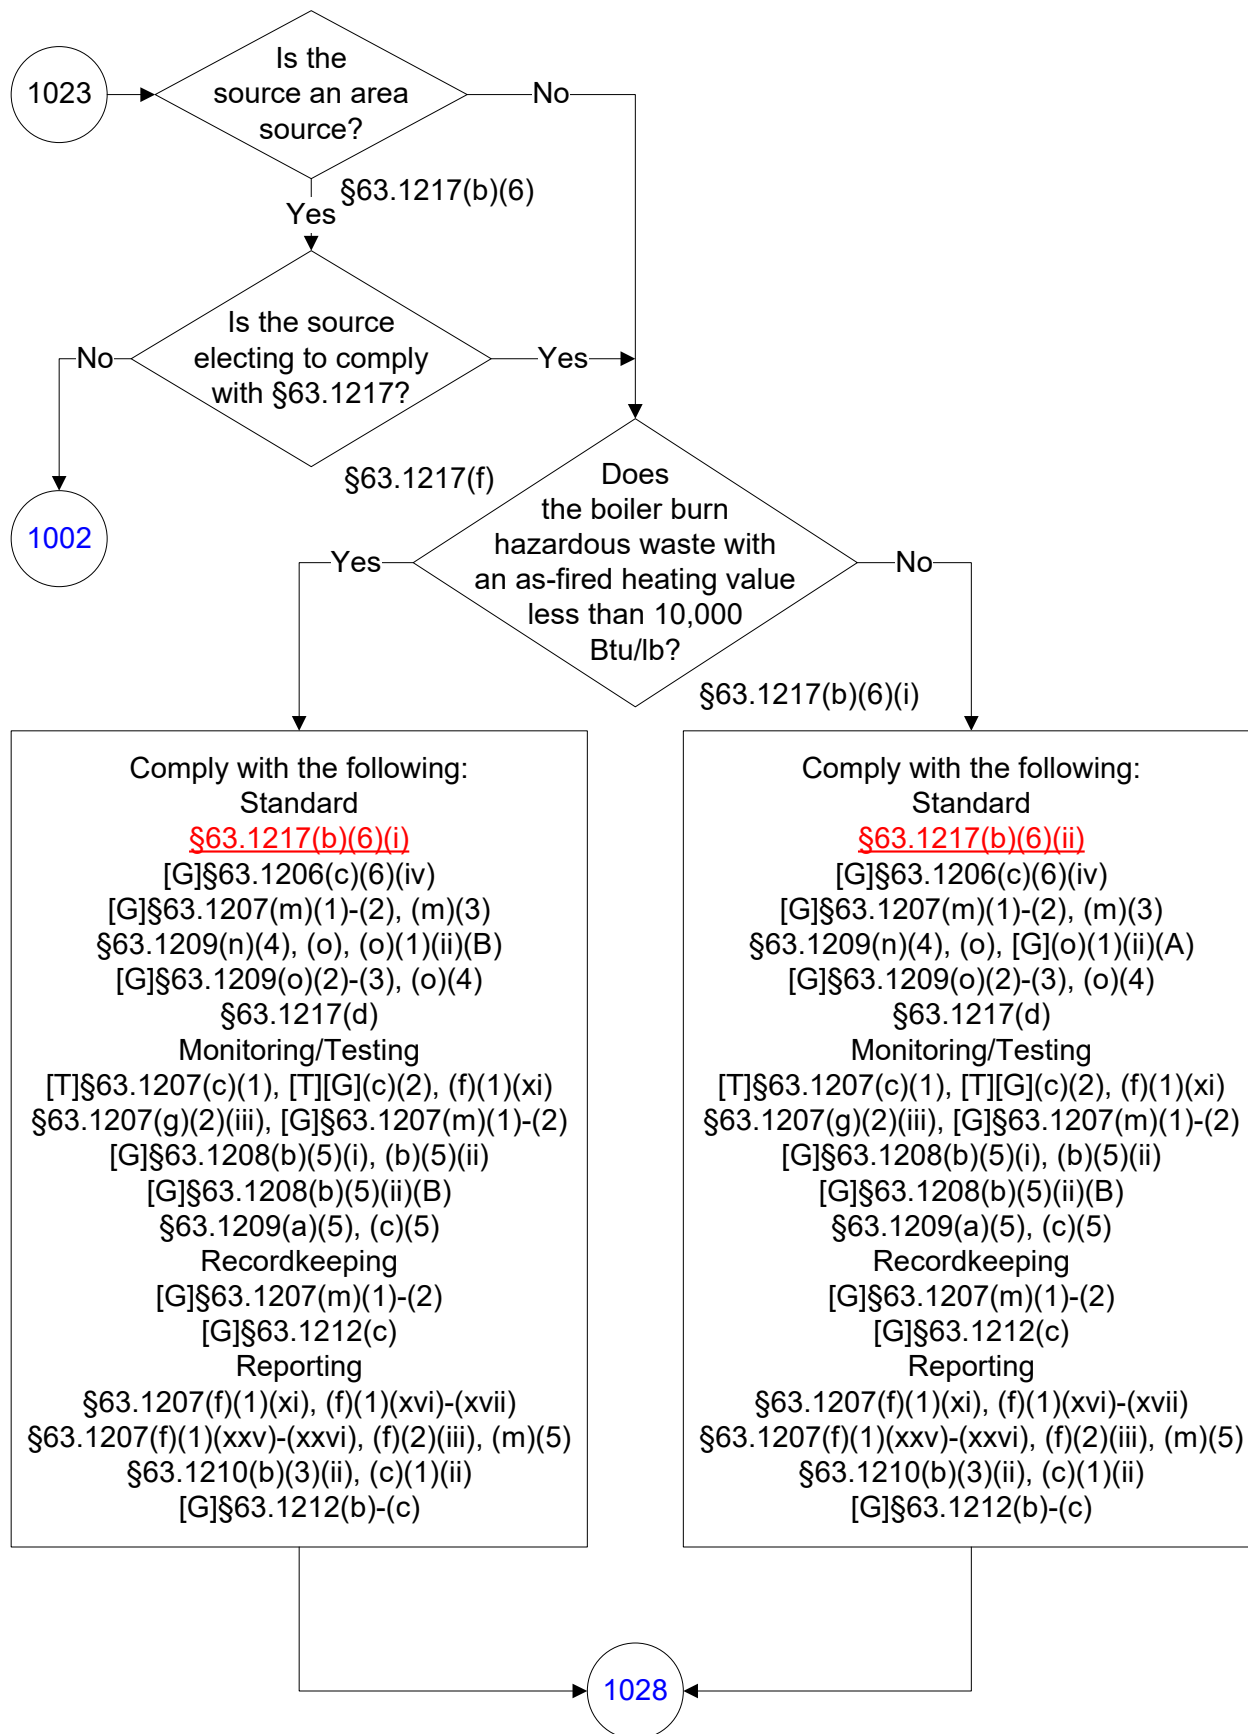 1023
Is the
source an area
source?
No
§63.1217(b)(6)
Yes
Is the source
electing to comply
with §63.1217?
No
Yes
§63.1217(f)
1002
Does
the boiler burn
hazardous waste with
an as-fired heating value
less than 10,000
Btu/lb?
Yes
No
§63.1217(b)(6)(i)
Comply with the following:
Standard
§63.1217(b)(6)(i)
[G]§63.1206(c)(6)(iv)
[G]§63.1207(m)(1)-(2), (m)(3)
§63.1209(n)(4), (o), (o)(1)(ii)(B)
[G]§63.1209(o)(2)-(3), (o)(4)
§63.1217(d)
Monitoring/Testing
[T]§63.1207(c)(1), [T][G](c)(2), (f)(1)(xi)
§63.1207(g)(2)(iii), [G]§63.1207(m)(1)-(2)
[G]§63.1208(b)(5)(i), (b)(5)(ii)
[G]§63.1208(b)(5)(ii)(B)
§63.1209(a)(5), (c)(5)
Recordkeeping
[G]§63.1207(m)(1)-(2)
[G]§63.1212(c)
Reporting
§63.1207(f)(1)(xi), (f)(1)(xvi)-(xvii)
§63.1207(f)(1)(xxv)-(xxvi), (f)(2)(iii), (m)(5)
§63.1210(b)(3)(ii), (c)(1)(ii)
[G]§63.1212(b)-(c)
Comply with the following:
Standard
§63.1217(b)(6)(ii)
[G]§63.1206(c)(6)(iv)
[G]§63.1207(m)(1)-(2), (m)(3)
§63.1209(n)(4), (o), [G](o)(1)(ii)(A)
[G]§63.1209(o)(2)-(3), (o)(4)
§63.1217(d)
Monitoring/Testing
[T]§63.1207(c)(1), [T][G](c)(2), (f)(1)(xi)
§63.1207(g)(2)(iii), [G]§63.1207(m)(1)-(2)
[G]§63.1208(b)(5)(i), (b)(5)(ii)
[G]§63.1208(b)(5)(ii)(B)
§63.1209(a)(5), (c)(5)
Recordkeeping
[G]§63.1207(m)(1)-(2)
[G]§63.1212(c)
Reporting
§63.1207(f)(1)(xi), (f)(1)(xvi)-(xvii)
§63.1207(f)(1)(xxv)-(xxvi), (f)(2)(iii), (m)(5)
§63.1210(b)(3)(ii), (c)(1)(ii)
[G]§63.1212(b)-(c)
1028